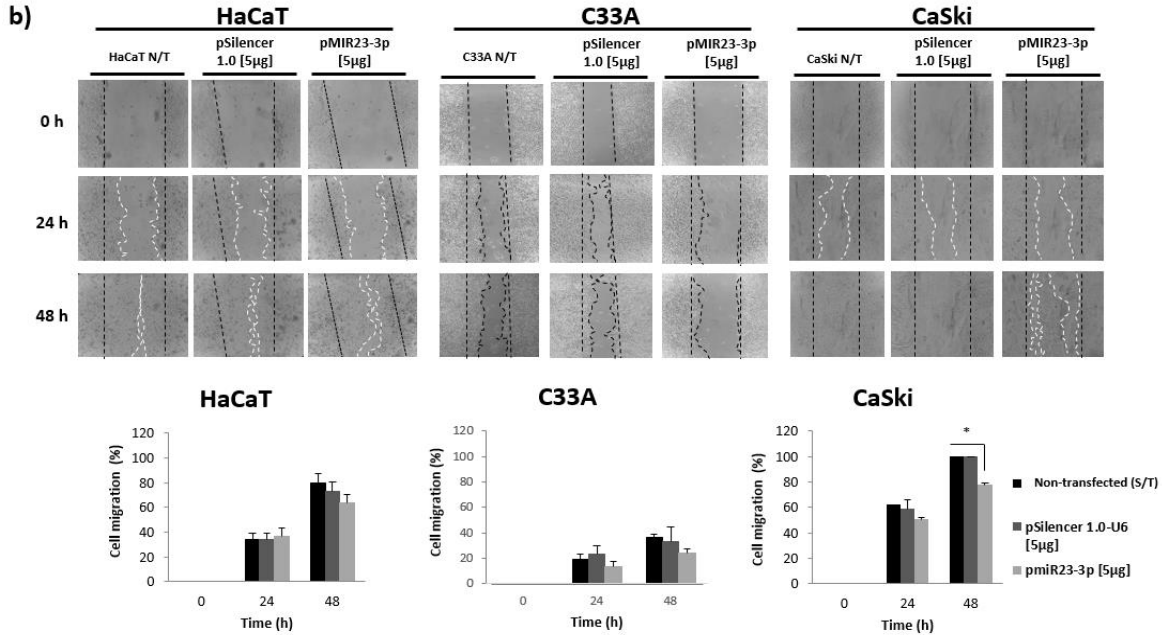 b)
HaCaT
C33A
CaSki
HaCaT N/T
pSilencer
1.0 [5µg]
pMIR23-3p
[5µg]
C33A N/T
pSilencer
1.0 [5µg]
pMIR23-3p
[5µg]
CaSki N/T
pSilencer
1.0 [5µg]
pMIR23-3p
[5µg]
0 h
24 h
48 h
HaCaT
Cell migration (%)
120
100
80
60
40
20
0
0 24 48
Time (h)
C33A
Cell migration (%)
120
100
80
60
40
20
0
0 24 48
Time (h)
CaSki
Cell migration (%)
120
100
80
60
40
20
0
*
0 24 48
Time (h)
Non-transfected (S/T)
pSilencer 1.0-U6
[5µg]
pmiR23-3p [5µg]